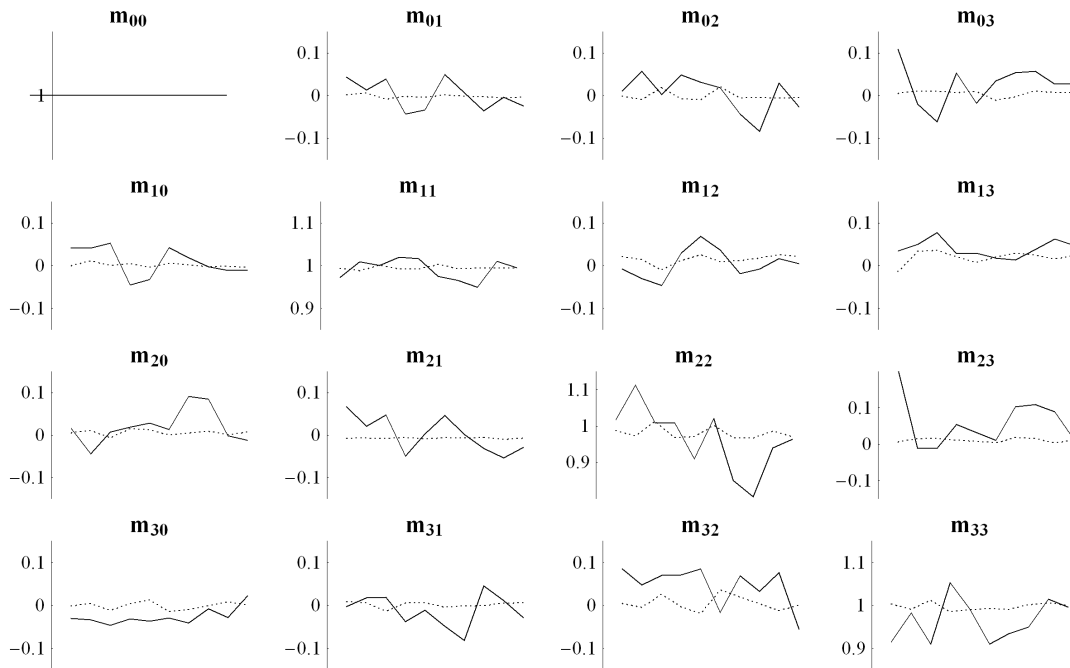 m00 m01 m02 m03
1
0.1 0.1 0.1
0 0 0
−0.1 −0.1 −0.1
m10 m11 m12 m13
0.1 1.1 0.1 0.1
0 1 0 0
−0.1 0.9 −0.1 −0.1
m20 m21 m22 m23
0.1 0.1 1.1 0.1
0 0 1 0
−0.1 −0.1 0.9 −0.1
m30 m31 m32 m33
0.1 0.1 0.1 1.1
0 0 0 1
−0.1 −0.1 −0.1 0.9